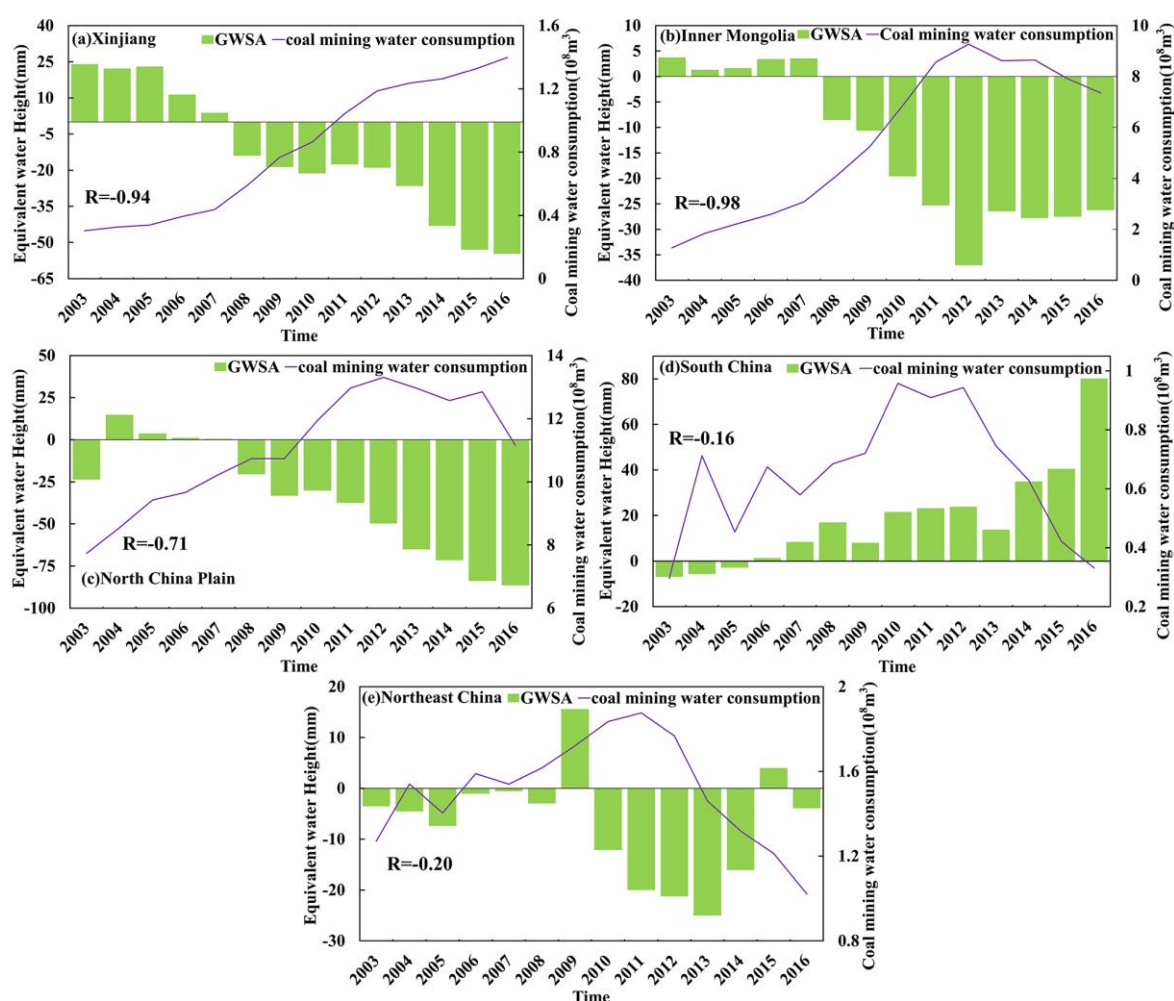 (a)Xinjiang GWSA coal mining water consumption
Equivalent water Height(mm)
40
25
10
-5
-20
-35
-50
-65
R=-0.94
1.6
1.2
0.8
0.4
0
Coal mining water consumption(10⁸m³)
2003 2004 2005 2006 2007 2008 2009 2010 2011 2012 2013 2014 2015 2016
Time
(b)Inner Mongolia GWSA Coal mining water consumption
Equivalent water Height(mm)
10
5
0
-5
-10
-15
-20
-25
-30
-35
-40
R=-0.98
10
8
6
4
2
0
Coal mining water consumption(10⁸m³)
2003 2004 2005 2006 2007 2008 2009 2010 2011 2012 2013 2014 2015 2016
Time
GWSA coal mining water consumption
Equivalent water Height(mm)
50
25
0
-25
-50
-75
-100
R=-0.71
(c)North China Plain
14
13
12
11
10
9
8
7
6
Coal mining water consumption(10⁸m³)
2003 2004 2005 2006 2007 2008 2009 2010 2011 2012 2013 2014 2015 2016
Time
(d)South China GWSA coal mining water consumption
Equivalent water Height(mm)
80
60
40
20
0
-20
R=-0.16
1
0.8
0.6
0.4
0.2
Coal mining water consumption(10⁸m³)
2003 2004 2005 2006 2007 2008 2009 2010 2011 2012 2013 2014 2015 2016
Time
(e)Northeast China GWSA coal mining water consumption
Equivalent water Height(mm)
20
10
0
-10
-20
-30
R=-0.20
2
1.6
1.2
0.8
Coal mining water consumption(10⁸m³)
2003 2004 2005 2006 2007 2008 2009 2010 2011 2012 2013 2014 2015 2016
Time